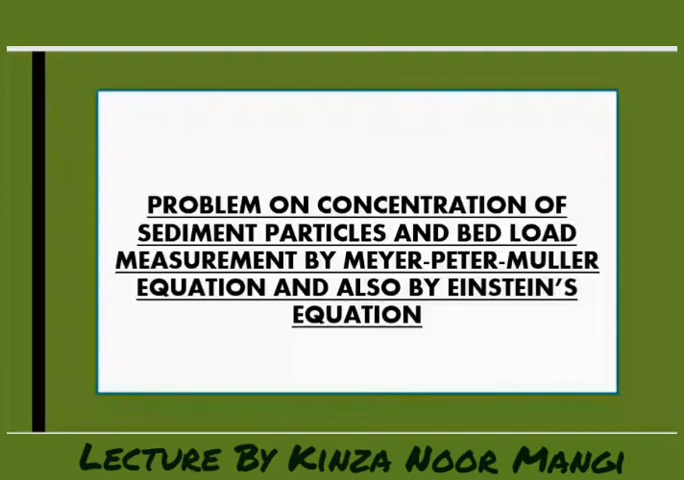 PROBLEM ON CONCENTRATION OF
SEDIMENT PARTICLES AND BED LOAD
MEASUREMENT BY MEYER-PETER-MULLER
EQUATION AND ALSO BY EINSTEIN'S
EQUATION
LECTURE BY KINZA NOOR MANGI